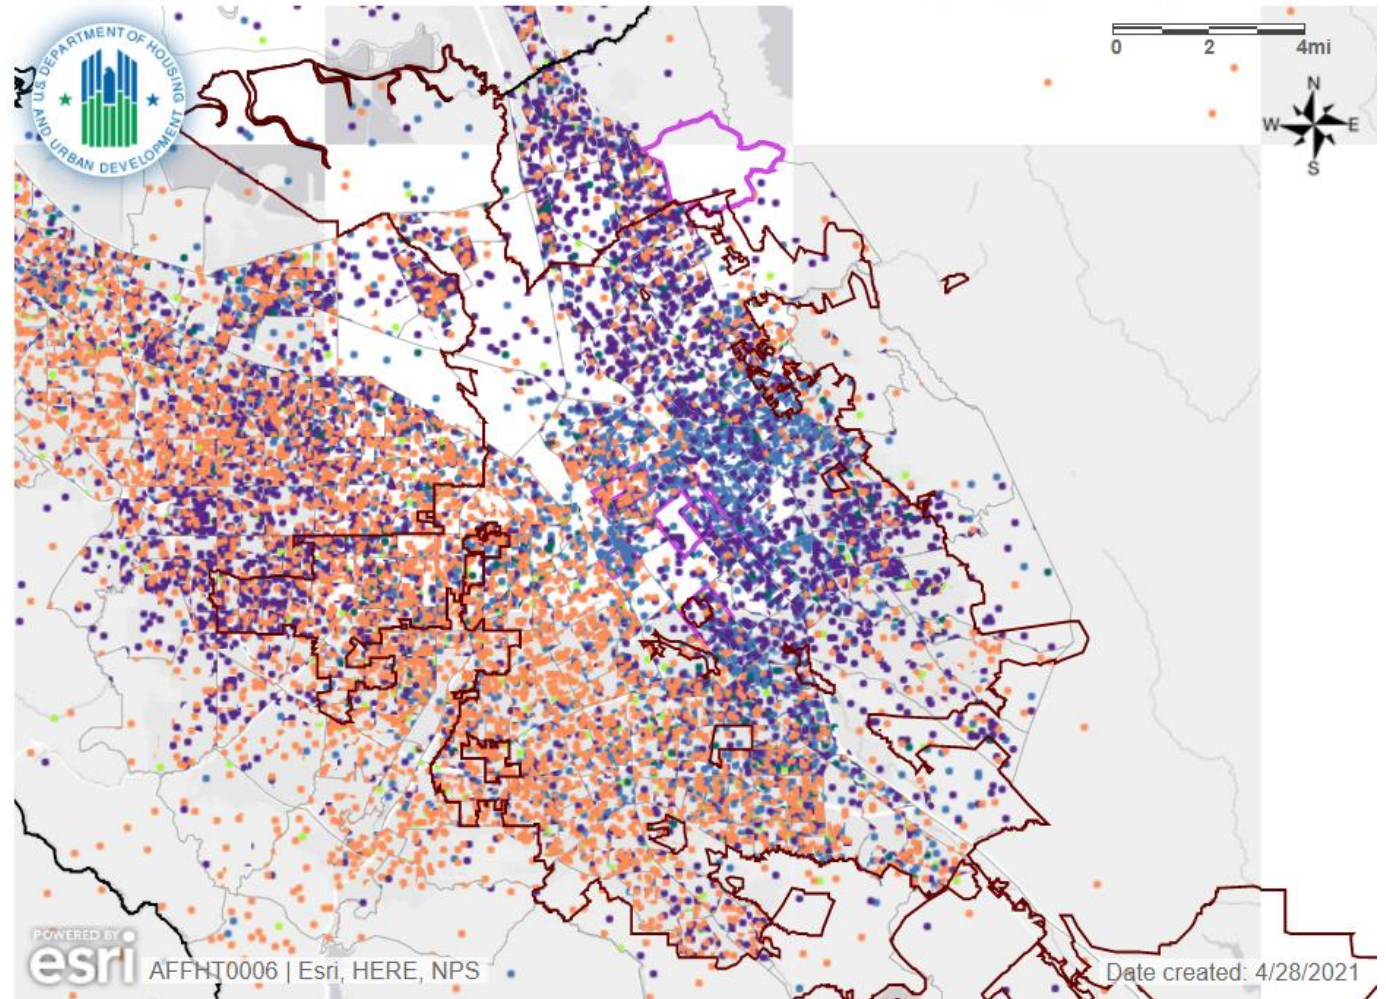 U.S. DEPARTMENT OF HOUSING
AND URBAN DEVELOPMENT
0 2 4mi
N
W E
S
POWERED BY
esri
AFFHT0006 | Esri, HERE, NPS
Date created: 4/28/2021